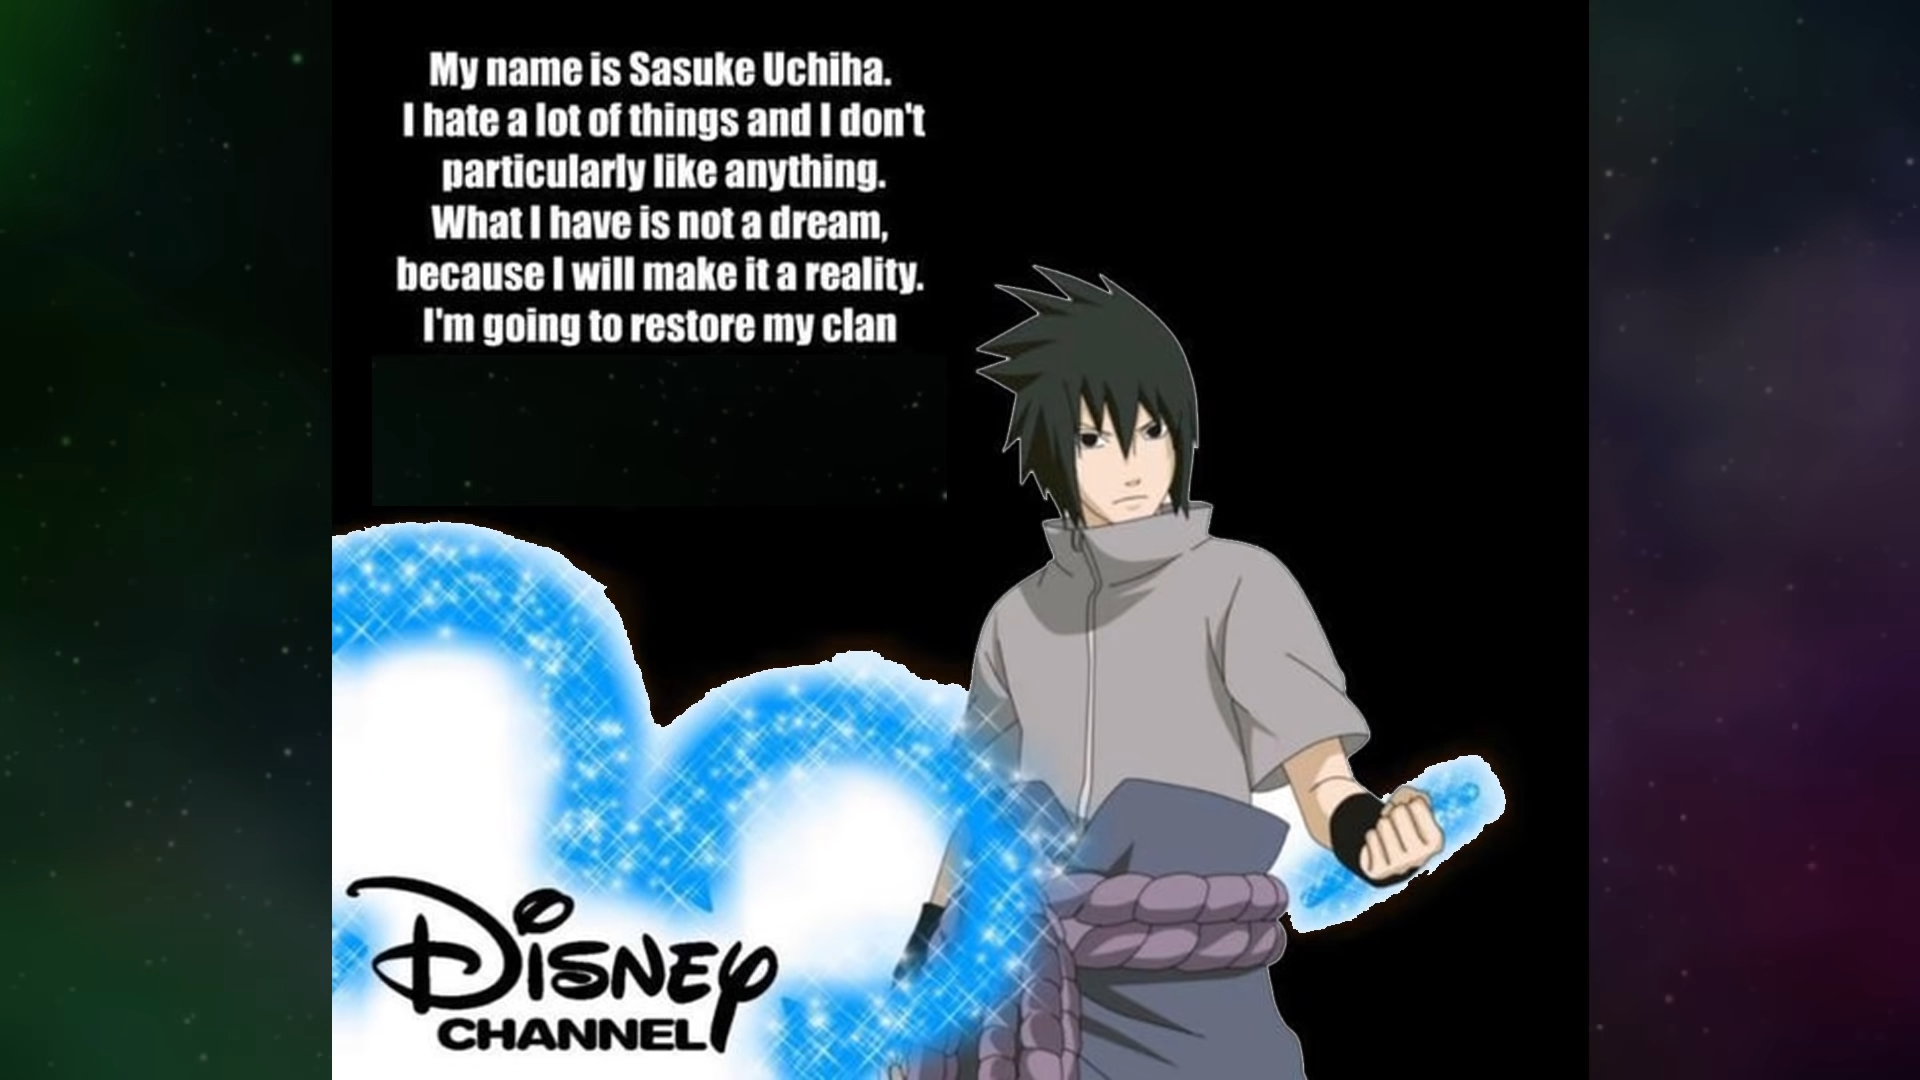 My name is Sasuke Uchiha.
I hate a lot of things and I don't
particularly like anything.
What I have is not a dream,
because I will make it a reality.
I'm going to restore my clan
DISNEY
CHANNEL